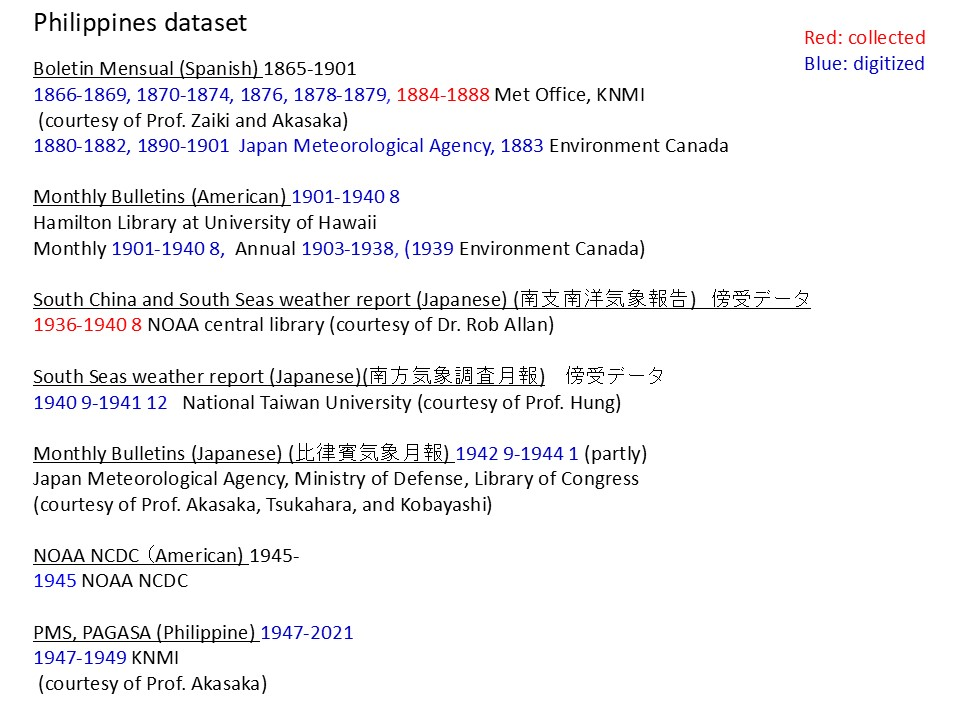 Philippines dataset
Red: collected
Blue: digitized
Boletin Mensual (Spanish) 1865-1901
1866-1869, 1870-1874, 1876, 1878-1879, 1884-1888 Met Office, KNMI
(courtesy of Prof. Zaiki and Akasaka)
1880-1882, 1890-1901 Japan Meteorological Agency, 1883 Environment Canada
Monthly Bulletins (American) 1901-1940 8
Hamilton Library at University of Hawaii
Monthly 1901-1940 8, Annual 1903-1938, (1939 Environment Canada)
South China and South Seas weather report (Japanese) (南支南洋気象報告) 傍受データ
1936-1940 8 NOAA central library (courtesy of Dr. Rob Allan)
South Seas weather report (Japanese)(南方気象調査月報) 傍受データ
1940 9-1941 12 National Taiwan University (courtesy of Prof. Hung)
Monthly Bulletins (Japanese) (比律賓気象月報) 1942 9-1944 1 (partly)
Japan Meteorological Agency, Ministry of Defense, Library of Congress
(courtesy of Prof. Akasaka, Tsukahara, and Kobayashi)
NOAA NCDC（American) 1945-
1945 NOAA NCDC
PMS, PAGASA (Philippine) 1947-2021
1947-1949 KNMI
(courtesy of Prof. Akasaka)